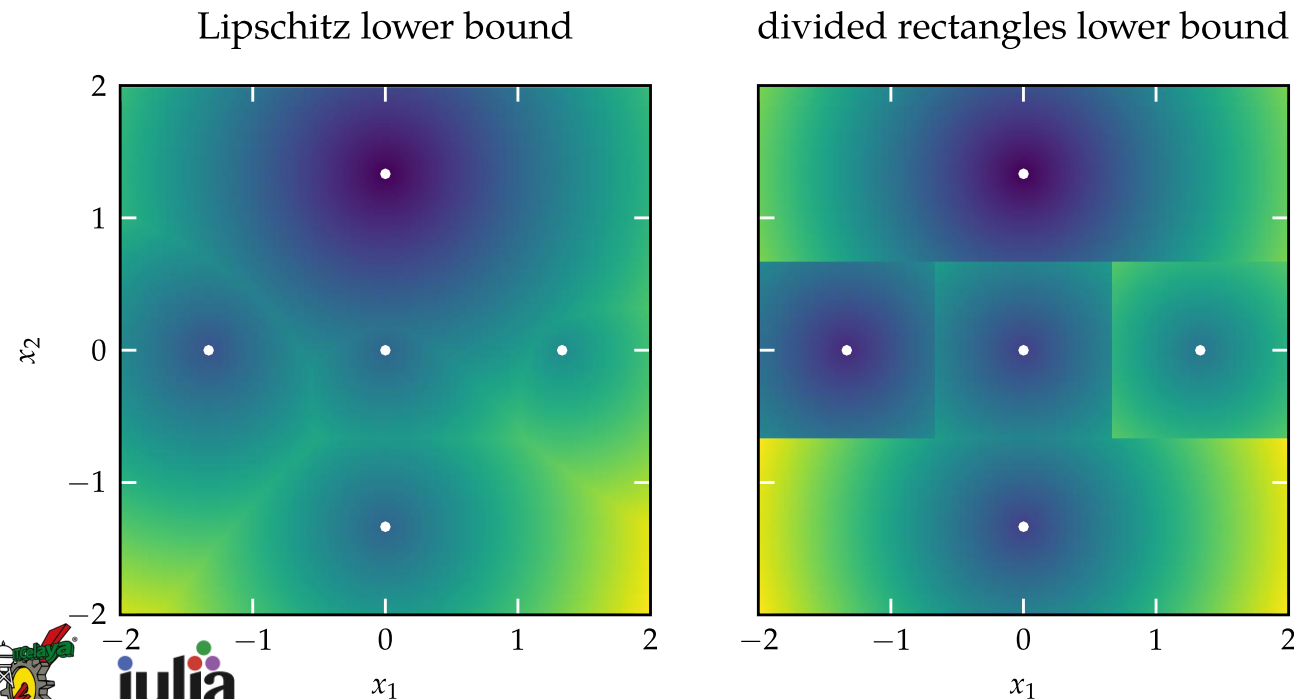 Lipschitz lower bound
divided rectangles lower bound
2
1
0
−1
−2
x2
−2 −1 0 1 2
x1
−2 −1 0 1 2
x1
celaya
julia